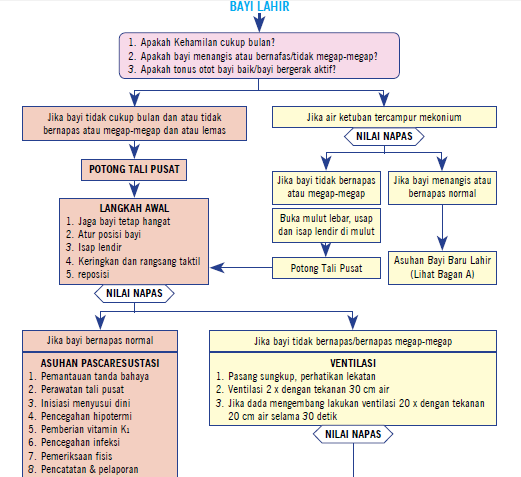 BAYI LAHIR
1. Apakah Kehamilan cukup bulan?
2. Apakah bayi menangis atau bernafas/tidak megap-megap?
3. Apakah tonus otot bayi baik/bayi bergerak aktif?
Jika bayi tidak cukup bulan dan atau tidak
bernapas atau megap-megap dan atau lemas
Jika air ketuban tercampur mekonium
NILAI NAPAS
POTONG TALI PUSAT
Jika bayi tidak bernapas
atau megap-megap
Jika bayi menangis atau
bernapas normal
LANGKAH AWAL
1. Jaga bayi tetap hangat
2. Atur posisi bayi
3. Isap lendir
4. Keringkan dan rangsang taktil
5. reposisi
Buka mulut lebar, usap
dan isap lendir di mulut
Potong Tali Pusat
Asuhan Bayi Baru Lahir
(Lihat Bagan A)
NILAI NAPAS
Jika bayi bernapas normal
Jika bayi tidak bernapas/bernapas megap-megap
ASUHAN PASCARESUSTASI
1. Pemantauan tanda bahaya
2. Perawatan tali pusat
3. Inisiasi menyusui dini
4. Pencegahan hipotermi
5. Pemberian vitamin K₁
6. Pencegahan infeksi
7. Pemeriksaan fisis
8. Pencatatan & pelaporan
VENTILASI
1. Pasang sungkup, perhatikan lekatan
2. Ventilasi 2 x dengan tekanan 30 cm air
3. Jika dada mengembang lakukan ventilasi 20 x dengan tekanan
20 cm air selama 30 detik
NILAI NAPAS